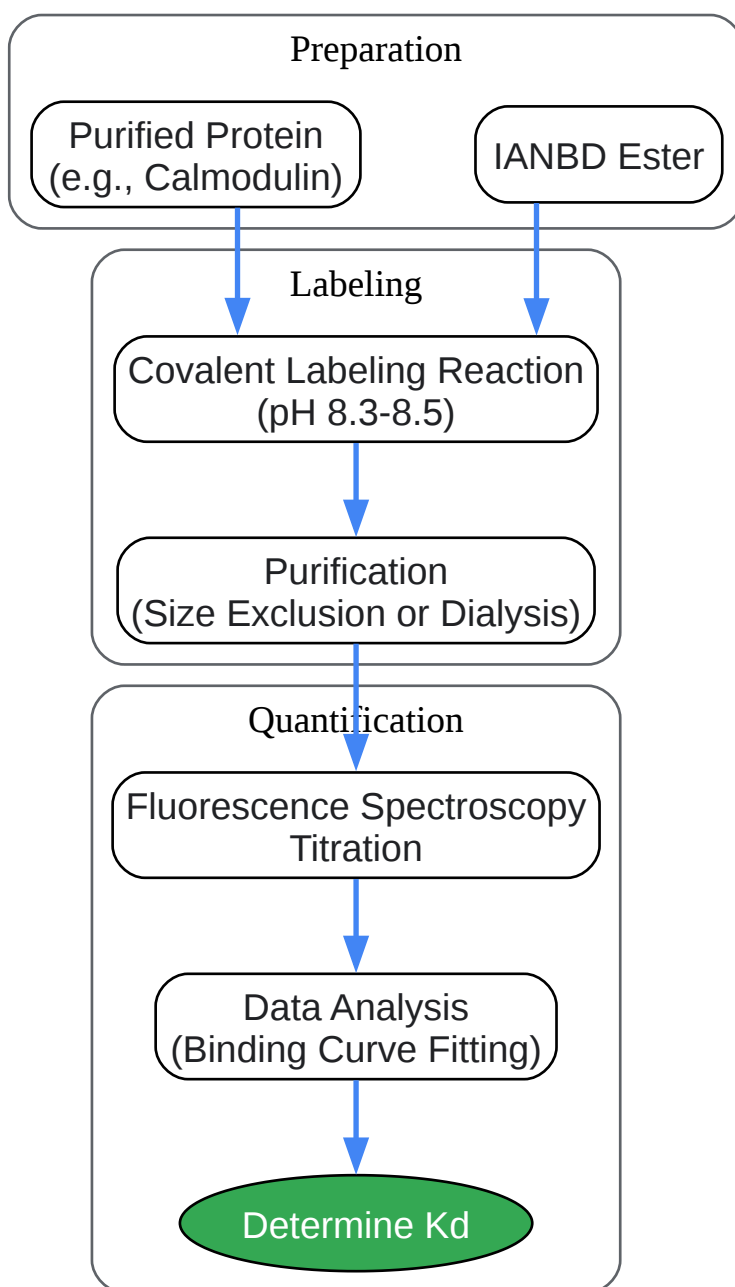 Preparation
Purified Protein
(e.g., Calmodulin)
IANBD Ester
Labeling
Covalent Labeling Reaction
(pH 8.3-8.5)
Purification
(Size Exclusion or Dialysis)
Quantification
Fluorescence Spectroscopy
Titration
Data Analysis
(Binding Curve Fitting)
Determine Kd